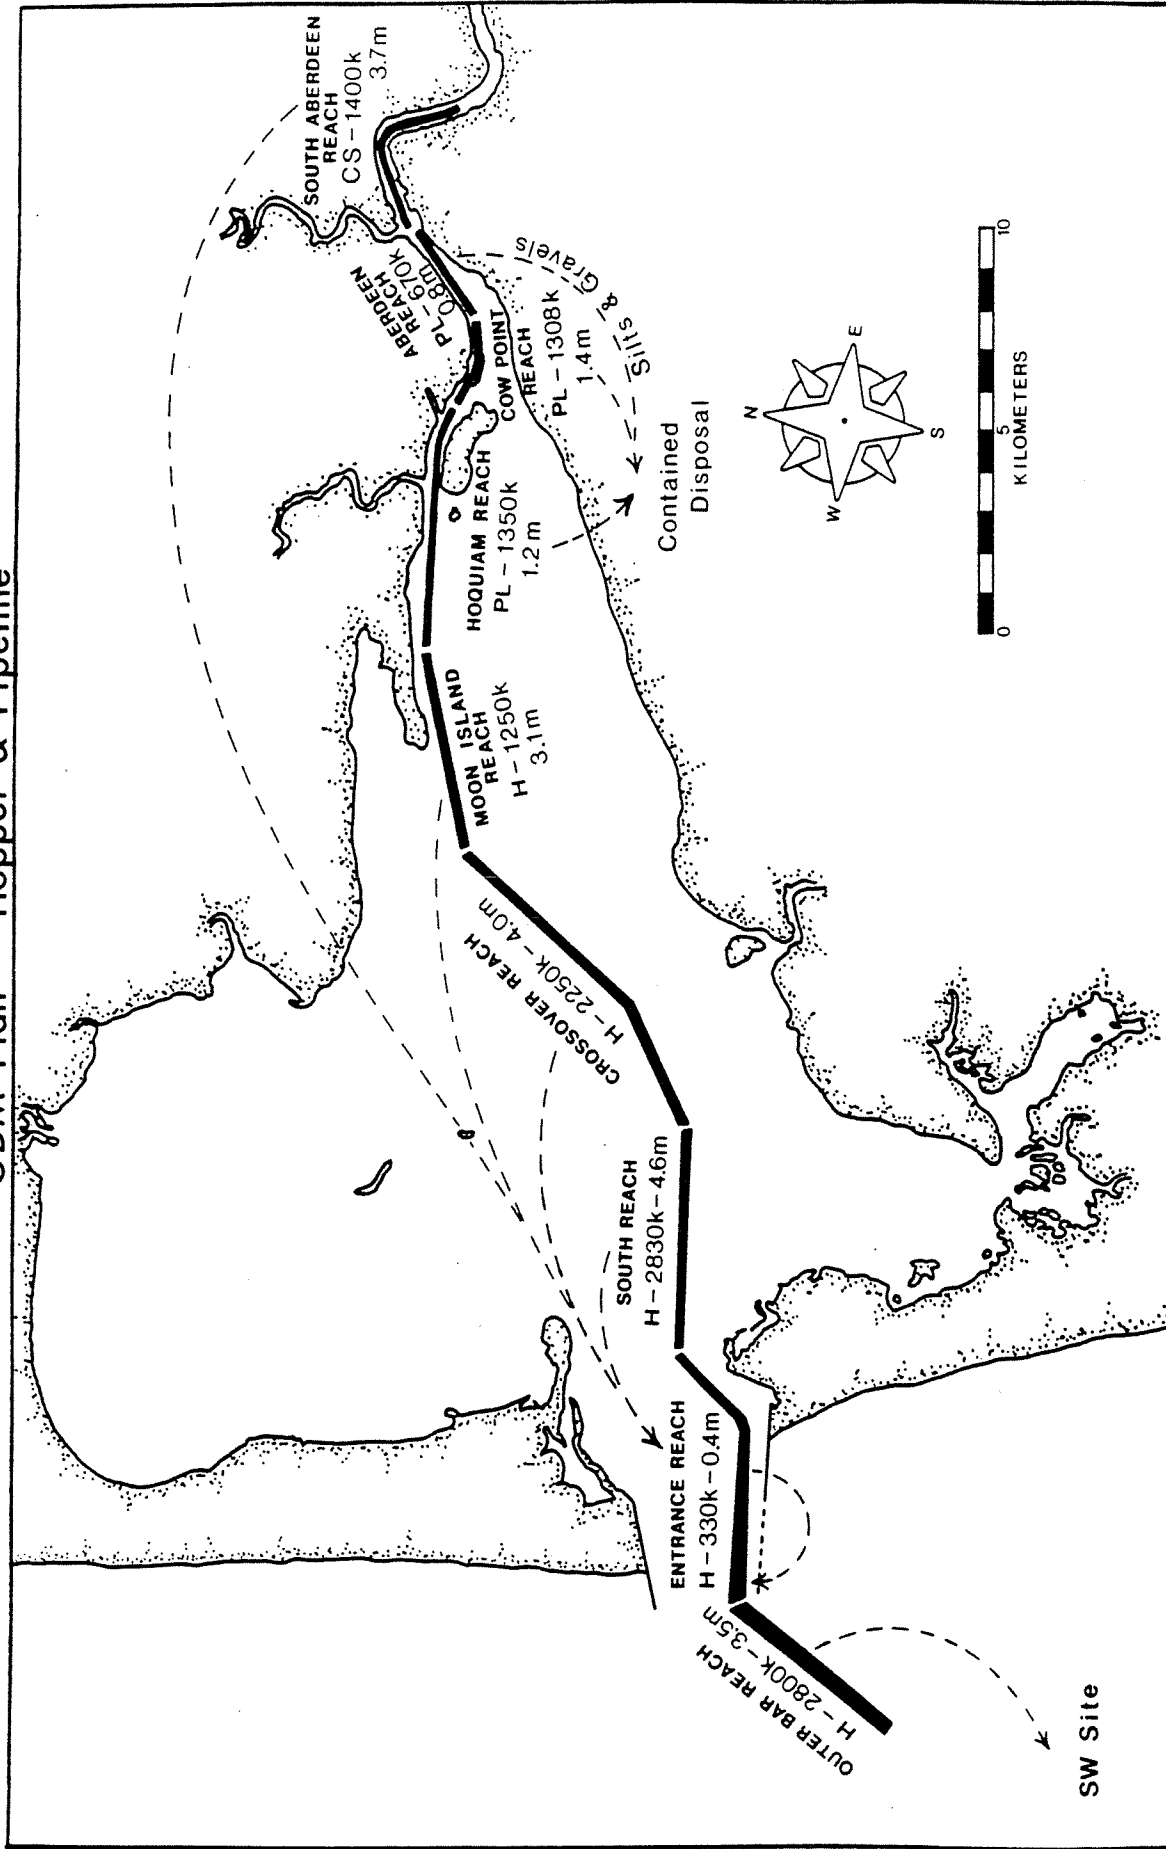 SOUTH ABERDEEN
REACH
CS-1400k
3.7m
ABERDEEN
REACH
PL-670k
0.8m
COW POINT
REACH
PL-1308k
1.4m
Silts & Gravels
HOQUIAM REACH
PL-1350k
1.2m
Contained
Disposal
MOON ISLAND
REACH
H-1250k
3.1m
CROSSOVER REACH
H-2250k-4.0m
SOUTH REACH
H-2830k-4.6m
ENTRANCE REACH
H-330k-0.4m
OUTER BAR REACH
H-2800k-3.5m
SW Site
N
E
S
W
0
5
10
KILOMETERS